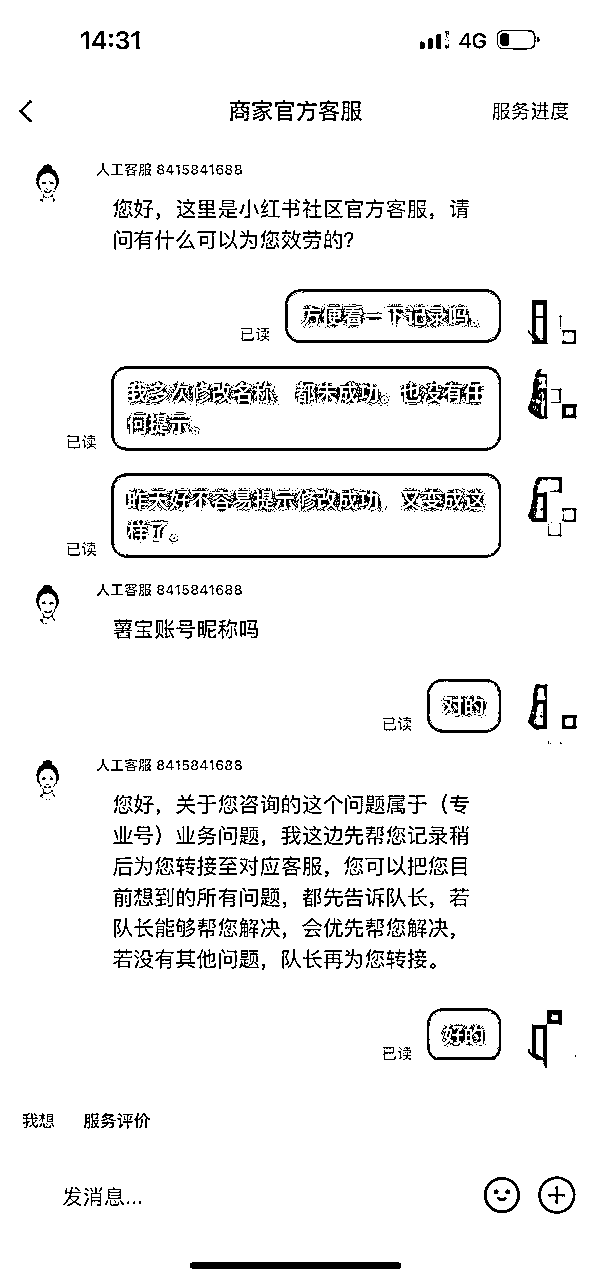 14:31
4G
商家官方客服
服务进度
人工客服 8415841688
您好，这里是小红书社区官方客服，请
问有什么可以为您效劳的？
方便看一下记录吗。
已读
我多次修改名称，都未成功。也没有任
何提示。
已读
昨天好不容易提示修改成功，又变成这
样了。
已读
人工客服 8415841688
薯宝账号昵称吗
对的
已读
人工客服 8415841688
您好，关于您咨询的这个问题属于（专
业号）业务问题，我这边先帮您记录稍
后为您转接至对应客服，您可以把您目
前想到的所有问题，都先告诉队长，若
队长能够帮您解决，会优先帮您解决，
若没有其他问题，队长再为您转接。
好的
已读
我想
服务评价
发消息...